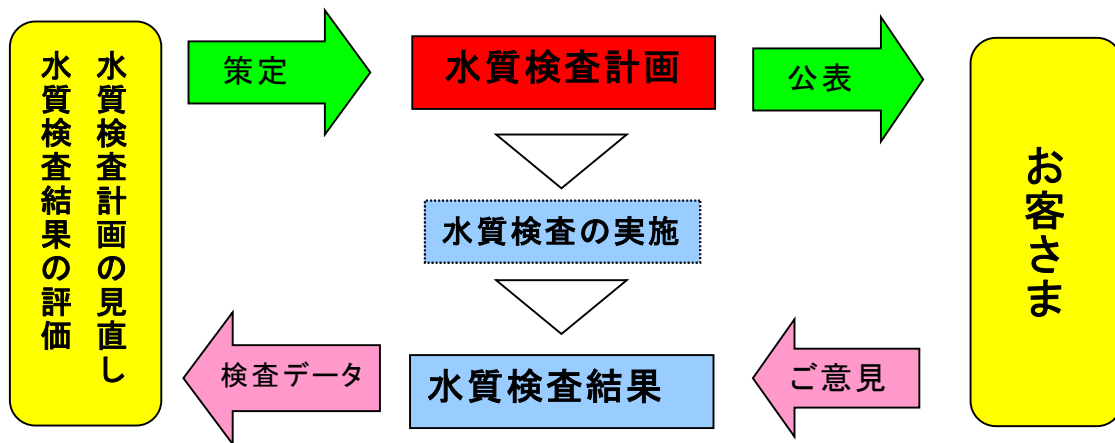 水質検査計画の見直し
水質検査結果の評価
策定
水質検査計画
公表
お客さま
水質検査の実施
検査データ
水質検査結果
ご意見